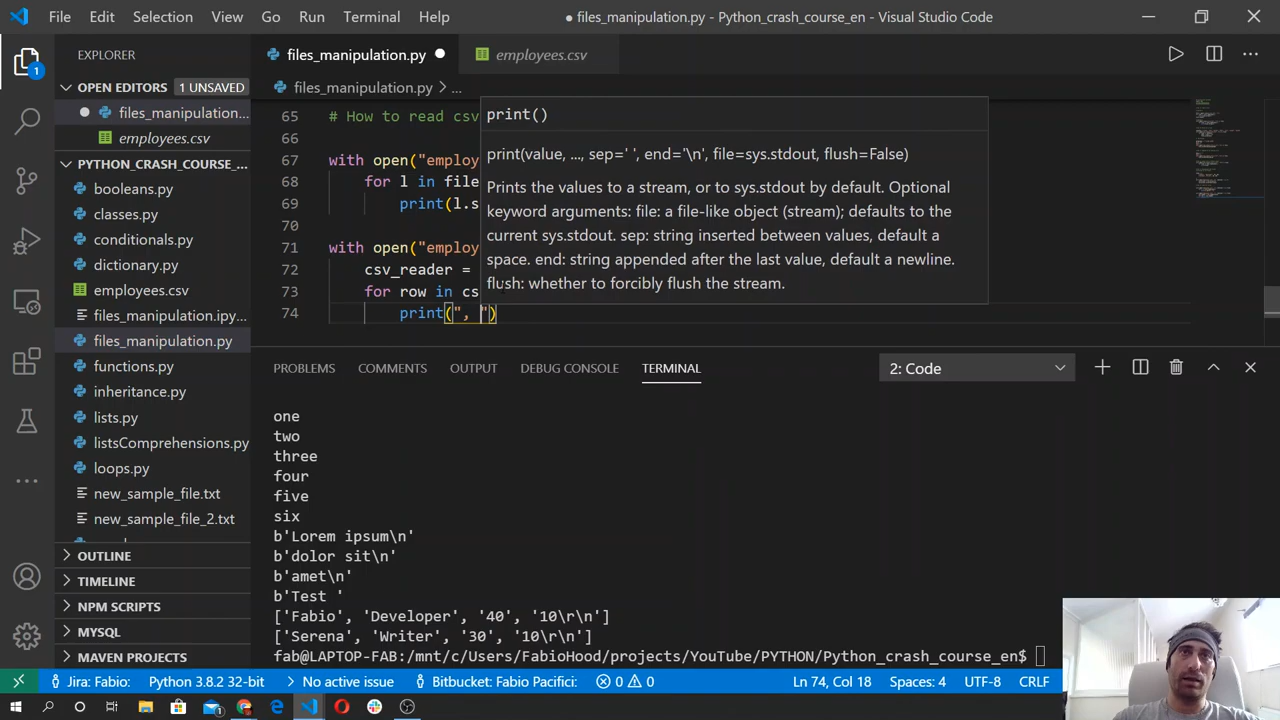 File Edit Selection View Go Run Terminal Help
● files_manipulation.py - Python_crash_course_en - Visual Studio Code
EXPLORER
OPEN EDITORS 1 UNSAVED
files_manipulation...
employees.csv
PYTHON_CRASH_COURSE_...
booleans.py
classes.py
conditionals.py
dictionary.py
employees.csv
files_manipulation.ipy...
files_manipulation.py
functions.py
inheritance.py
lists.py
listsComprehensions.py
loops.py
new_sample_file.txt
new_sample_file_2.txt
OUTLINE
TIMELINE
NPM SCRIPTS
MYSQL
MAVEN PROJECTS
1
files_manipulation.py ●
employees.csv
files_manipulation.py > ...
65 # How to read csv
66
67 with open("employ
68 for l in file
69 print(l.s
70
71 with open("employ
72 csv_reader =
73 for row in cs
74 print(", ")
print()
print(value, ..., sep=' ', end='\n', file=sys.stdout, flush=False)
Prints the values to a stream, or to sys.stdout by default. Optional
keyword arguments: file: a file-like object (stream); defaults to the
current sys.stdout. sep: string inserted between values, default a
space. end: string appended after the last value, default a newline.
flush: whether to forcibly flush the stream.
PROBLEMS COMMENTS OUTPUT DEBUG CONSOLE TERMINAL 2: Code
one
two
three
four
five
six
b'Lorem ipsum\n'
b'dolor sit\n'
b'amet\n'
b'Test '
['Fabio', 'Developer', '40', '10\r\n']
['Serena', 'Writer', '30', '10\r\n']
fab@LAPTOP-FAB:/mnt/c/Users/FabioHood/projects/YouTube/PYTHON/Python_crash_course_en$
Jira: Fabio: Python 3.8.2 32-bit No active issue Bitbucket: Fabio Pacifici: 0 0 Ln 74, Col 18 Spaces: 4 UTF-8 CRLF